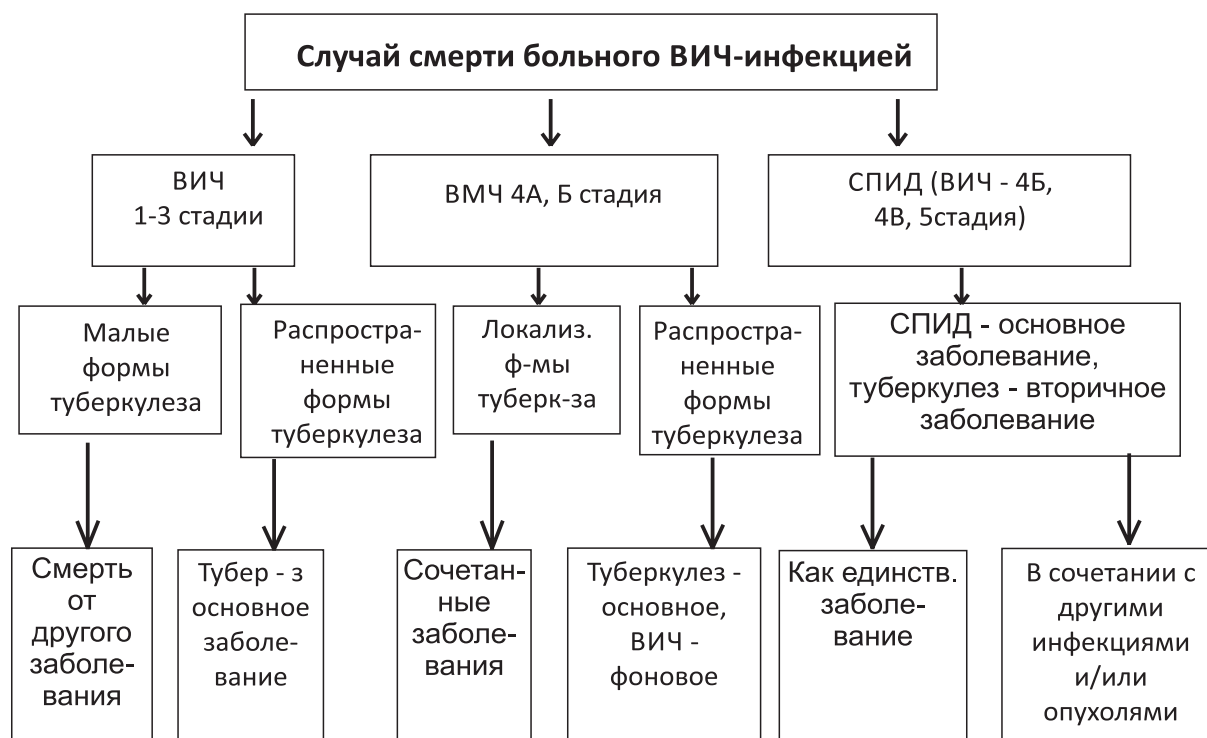 Случай смерти больного ВИЧ-инфекцией
ВИЧ
1-3 стадии
ВМЧ 4А, Б стадия
СПИД (ВИЧ - 4Б,
4В, 5стадия)
Малые
формы
туберкулеза
Распростра-
ненные
формы
туберкулеза
Локализ.
ф-мы
туберк-за
Распростра-
ненные
формы
туберкулеза
СПИД - основное
заболевание,
туберкулез - вторичное
заболевание
Смерть
от
другого
заболе-
вания
Тубер - з
основное
заболе-
вание
Сочетан-
ные
заболе-
вания
Туберкулез -
основное,
ВИЧ -
фоновое
Как единств.
заболе-
вание
В сочетании с
другими
инфекциями
и/или
опухолями